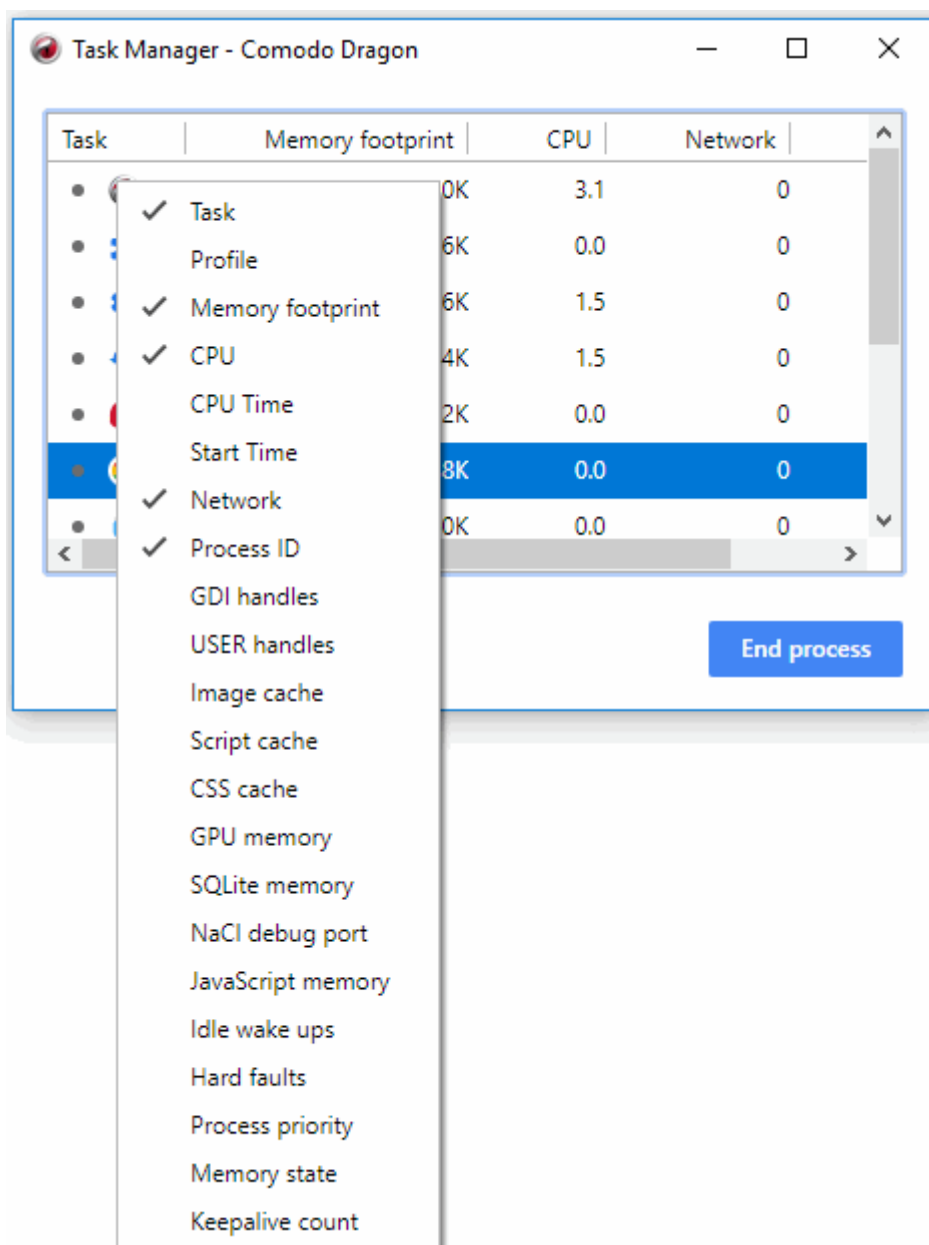 Task Manager - Comodo Dragon
Task Memory footprint CPU Network
0K 3.1 0
6K 0.0 0
6K 1.5 0
4K 1.5 0
2K 0.0 0
8K 0.0 0
0K 0.0 0
Task
Profile
Memory footprint
CPU
CPU Time
Start Time
Network
Process ID
GDI handles
USER handles
Image cache
Script cache
CSS cache
GPU memory
SQLite memory
NaCl debug port
JavaScript memory
Idle wake ups
Hard faults
Process priority
Memory state
Keepalive count
End process